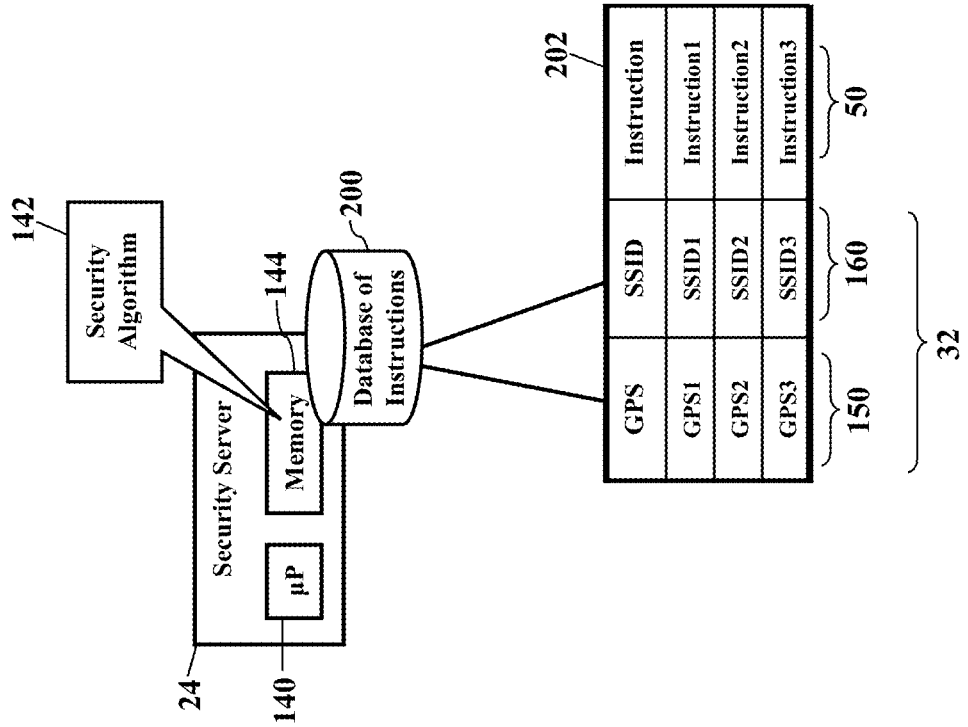 142
Security
Algorithm
24
Security Server
144
140
µP
Memory
200
Database of
Instructions
202
GPS SSID Instruction
GPS1 SSID1 Instruction1
GPS2 SSID2 Instruction2
GPS3 SSID3 Instruction3
150 160 50
32